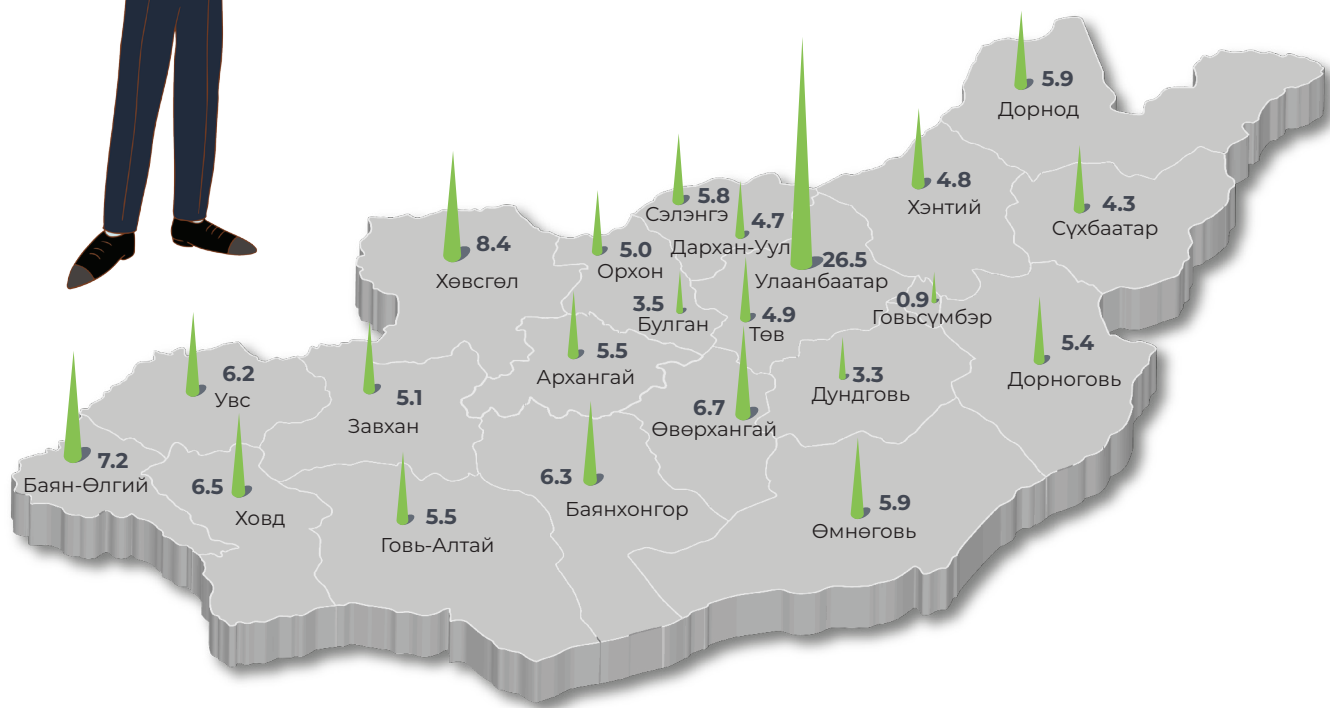 5.9
Дорнод
4.8
Хэнтий
4.3
Сүхбаатар
5.8
Сэлэнгэ
4.7
Дархан-Уул
8.4
Хөвсгөл
5.0
Орхон
26.5
Улаанбаатар
3.5
Булган
4.9
Төв
0.9
Говьсүмбэр
5.4
Дорноговь
5.5
Архангай
3.3
Дундговь
6.2
Увс
5.1
Завхан
6.7
Өвөрхангай
7.2
Баян-Өлгий
6.5
Ховд
6.3
Баянхонгор
5.5
Говь-Алтай
5.9
Өмнөговь